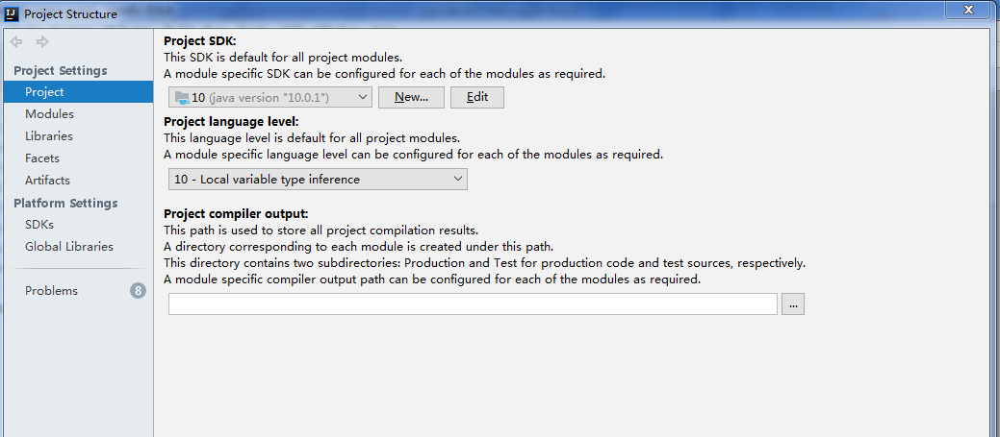 Project Structure
Project Settings
Project
Modules
Libraries
Facets
Artifacts
Platform Settings
SDKs
Global Libraries
Problems 8
Project SDK:
This SDK is default for all project modules.
A module specific SDK can be configured for each of the modules as required.
10 (java version "10.0.1") New... Edit
Project language level:
This language level is default for all project modules.
A module specific language level can be configured for each of the modules as required.
10 - Local variable type inference
Project compiler output:
This path is used to store all project compilation results.
A directory corresponding to each module is created under this path.
This directory contains two subdirectories: Production and Test for production code and test sources, respectively.
A module specific compiler output path can be configured for each of the modules as required.
...